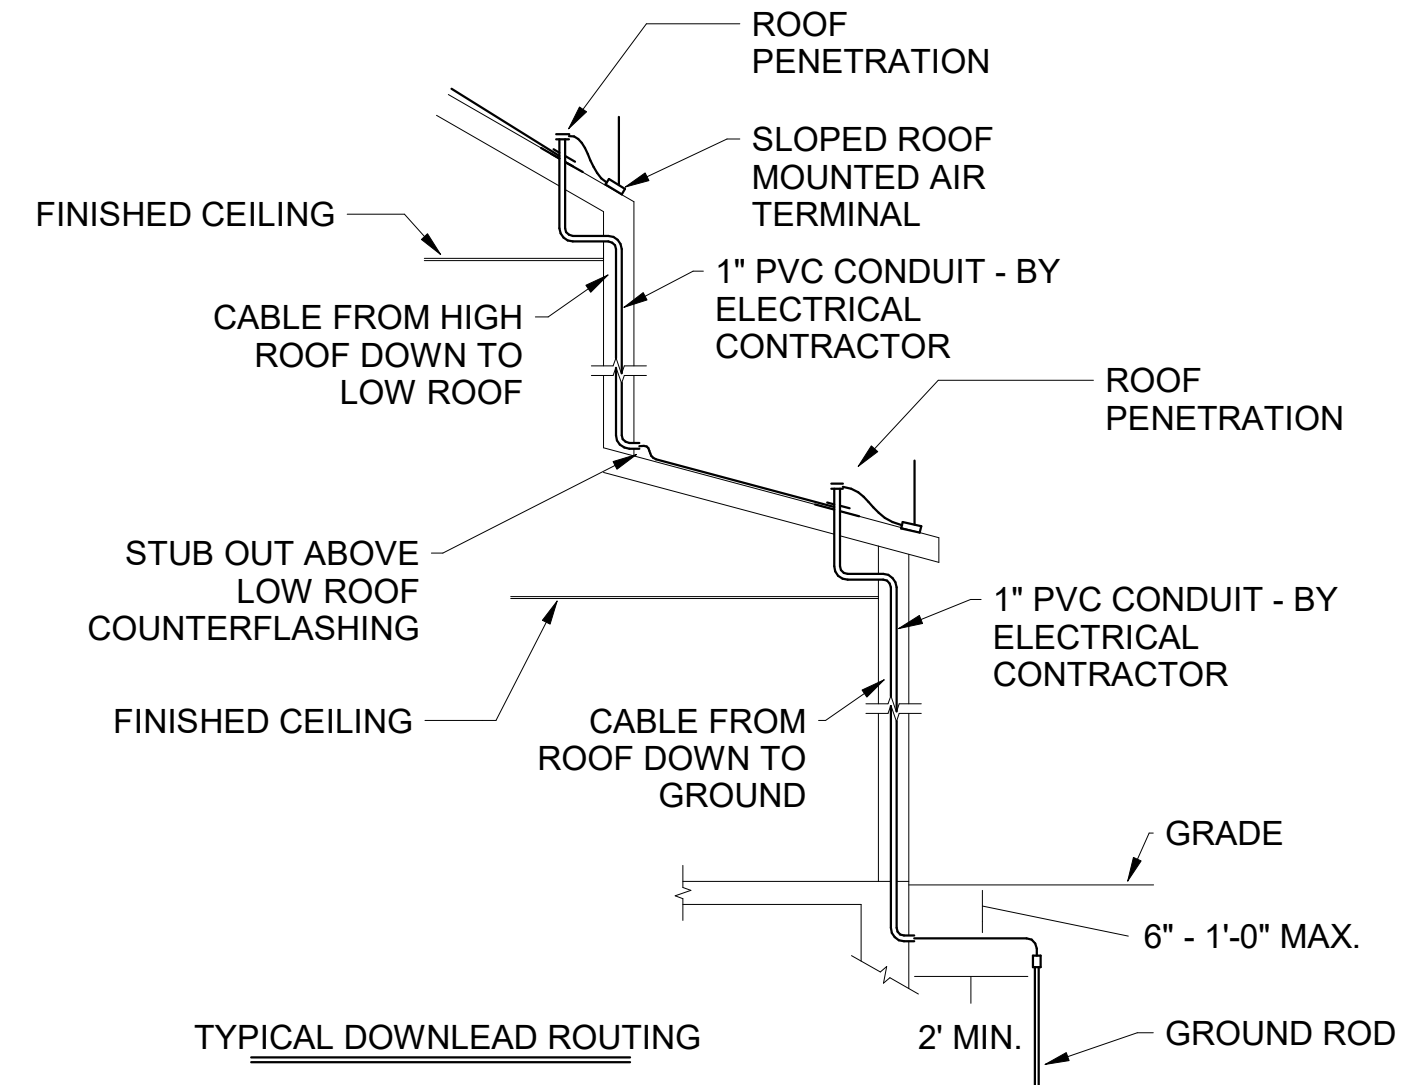 ROOF
PENETRATION
SLOPED ROOF
MOUNTED AIR
TERMINAL
FINISHED CEILING
1" PVC CONDUIT - BY
ELECTRICAL
CONTRACTOR
CABLE FROM HIGH
ROOF DOWN TO
LOW ROOF
ROOF
PENETRATION
STUB OUT ABOVE
LOW ROOF
COUNTERFLASHING
1" PVC CONDUIT - BY
ELECTRICAL
CONTRACTOR
FINISHED CEILING
CABLE FROM
ROOF DOWN TO
GROUND
GRADE
6" - 1'-0" MAX.
2' MIN.
GROUND ROD
TYPICAL DOWNLEAD ROUTING